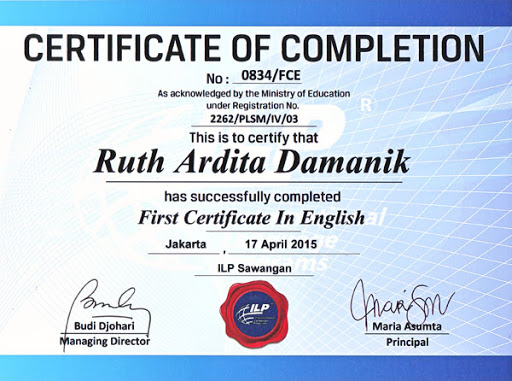 CERTIFICATE OF COMPLETION
No : 0834/FCE
As acknowledged by the Ministry of Education
under Registration No.
2262/PLSM/IV/03
This is to certify that
Ruth Ardita Damanik
has successfully completed
First Certificate In English
Jakarta , 17 April 2015
ILP Sawangan
ILP
Budi Djohari
Managing Director
Maria Asumta
Principal